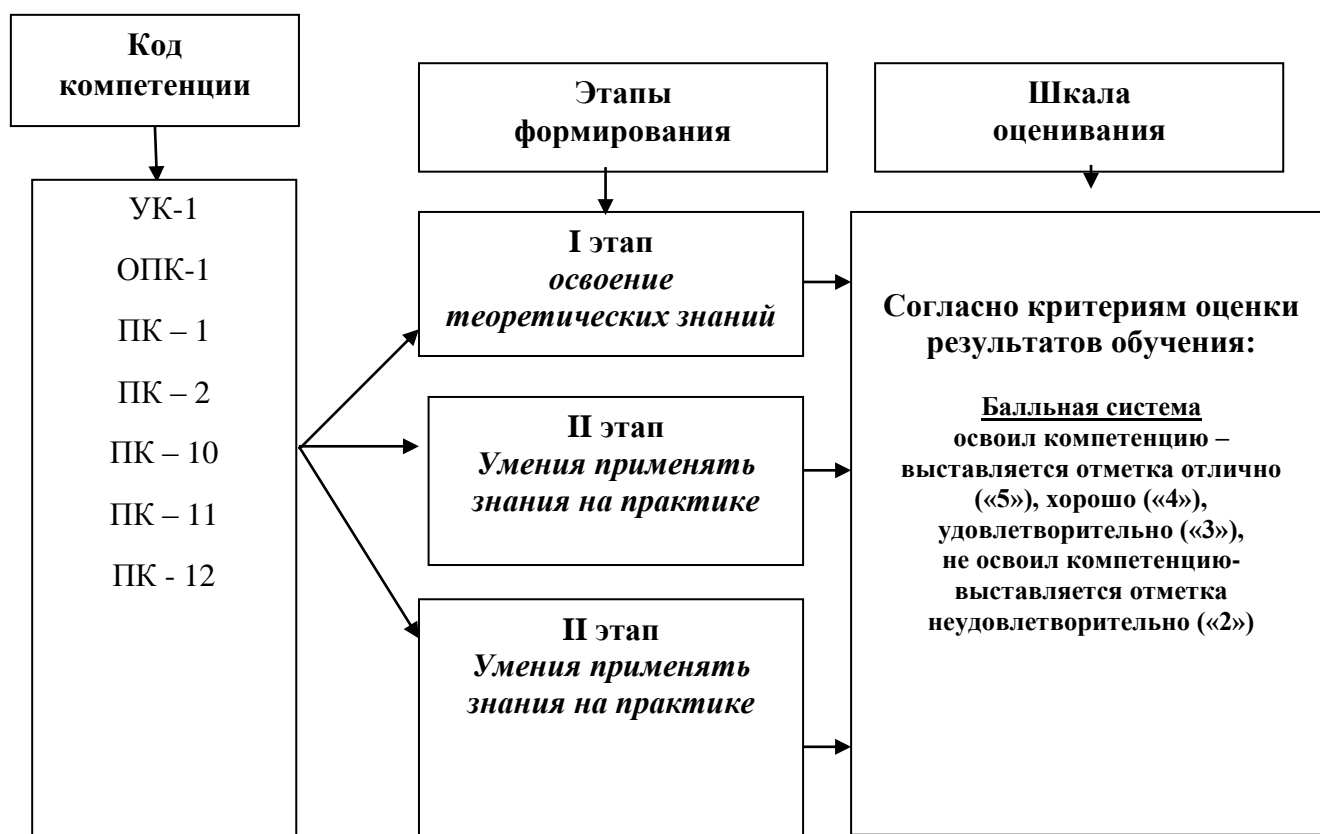 Код
компетенции
Этапы
формирования
Шкала
оценивания
УК-1
ОПК-1
ПК – 1
ПК – 2
ПК – 10
ПК – 11
ПК - 12
I этап
освоение
теоретических знаний
II этап
Умения применять
знания на практике
II этап
Умения применять
знания на практике
Согласно критериям оценки
результатов обучения:
Балльная система
освоил компетенцию –
выставляется отметка отлично
(«5»), хорошо («4»),
удовлетворительно («3»),
не освоил компетенцию-
выставляется отметка
неудовлетворительно («2»)